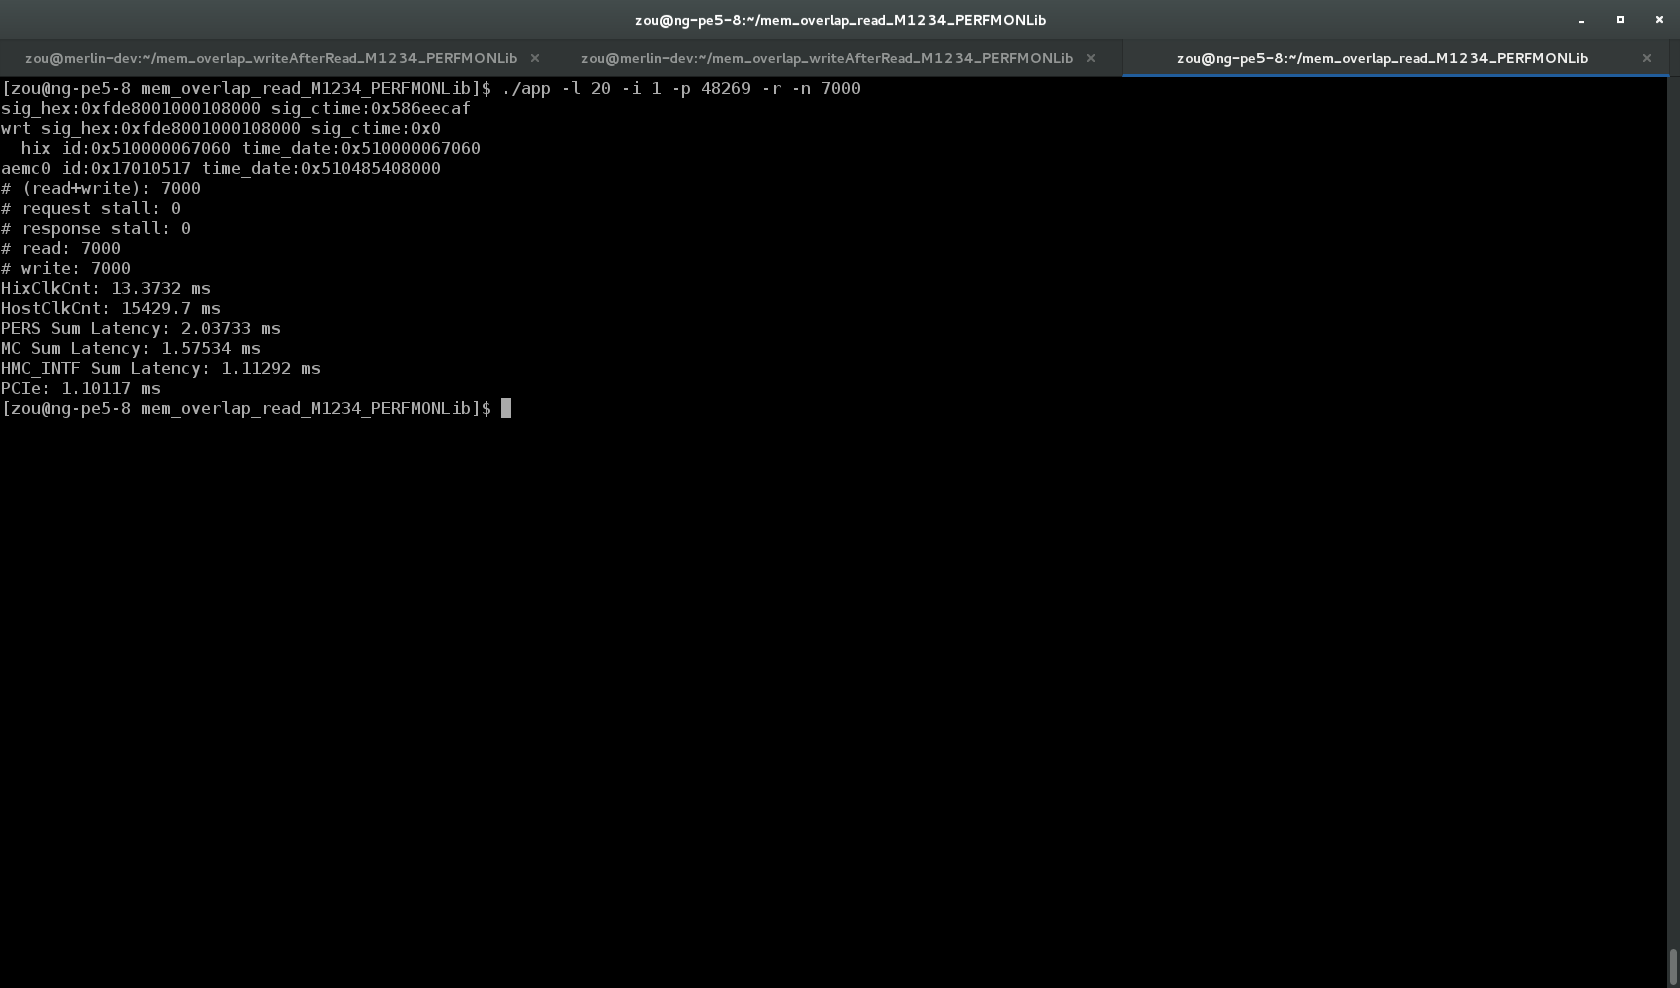 zou@ng-pe5-8:~/mem_overlap_read_M1234_PERFMONLib
zou@merlin-dev:~/mem_overlap_writeAfterRead_M1234_PERFMONLib
zou@merlin-dev:~/mem_overlap_writeAfterRead_M1234_PERFMONLib
zou@ng-pe5-8:~/mem_overlap_read_M1234_PERFMONLib
[zou@ng-pe5-8 mem_overlap_read_M1234_PERFMONLib]$ ./app -l 20 -i 1 -p 48269 -r -n 7000
sig_hex:0xfde8001000108000 sig_ctime:0x586eecaf
wrt sig_hex:0xfde8001000108000 sig_ctime:0x0
  hix id:0x510000067060 time_date:0x510000067060
aemc0 id:0x17010517 time_date:0x510485408000
# (read+write): 7000
# request stall: 0
# response stall: 0
# read: 7000
# write: 7000
HixClkCnt: 13.3732 ms
HostClkCnt: 15429.7 ms
PERS Sum Latency: 2.03733 ms
MC Sum Latency: 1.57534 ms
HMC_INTF Sum Latency: 1.11292 ms
PCIe: 1.10117 ms
[zou@ng-pe5-8 mem_overlap_read_M1234_PERFMONLib]$